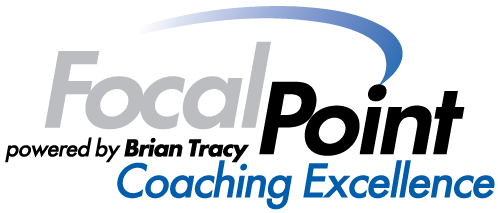 FocalPoint
powered by Brian Tracy
Coaching Excellence